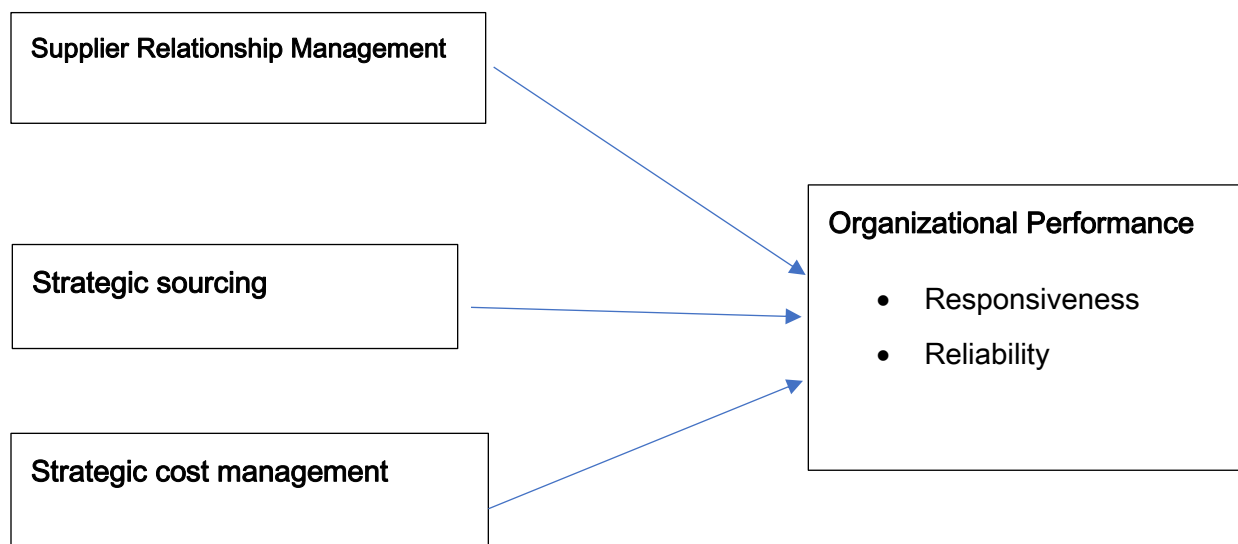 Supplier Relationship Management
Organizational Performance
Strategic sourcing
• Responsiveness
• Reliability
Strategic cost management